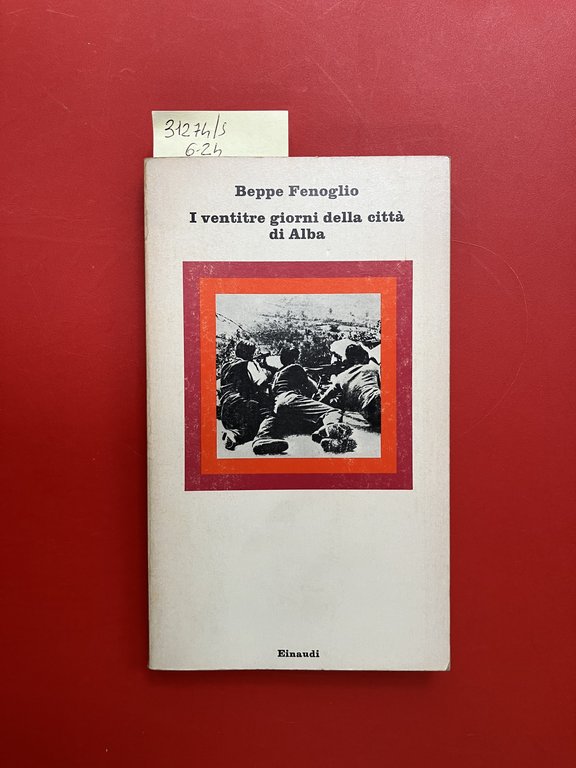 31274/S
6-24
Beppe Fenoglio
I ventitre giorni della città
di Alba
Einaudi